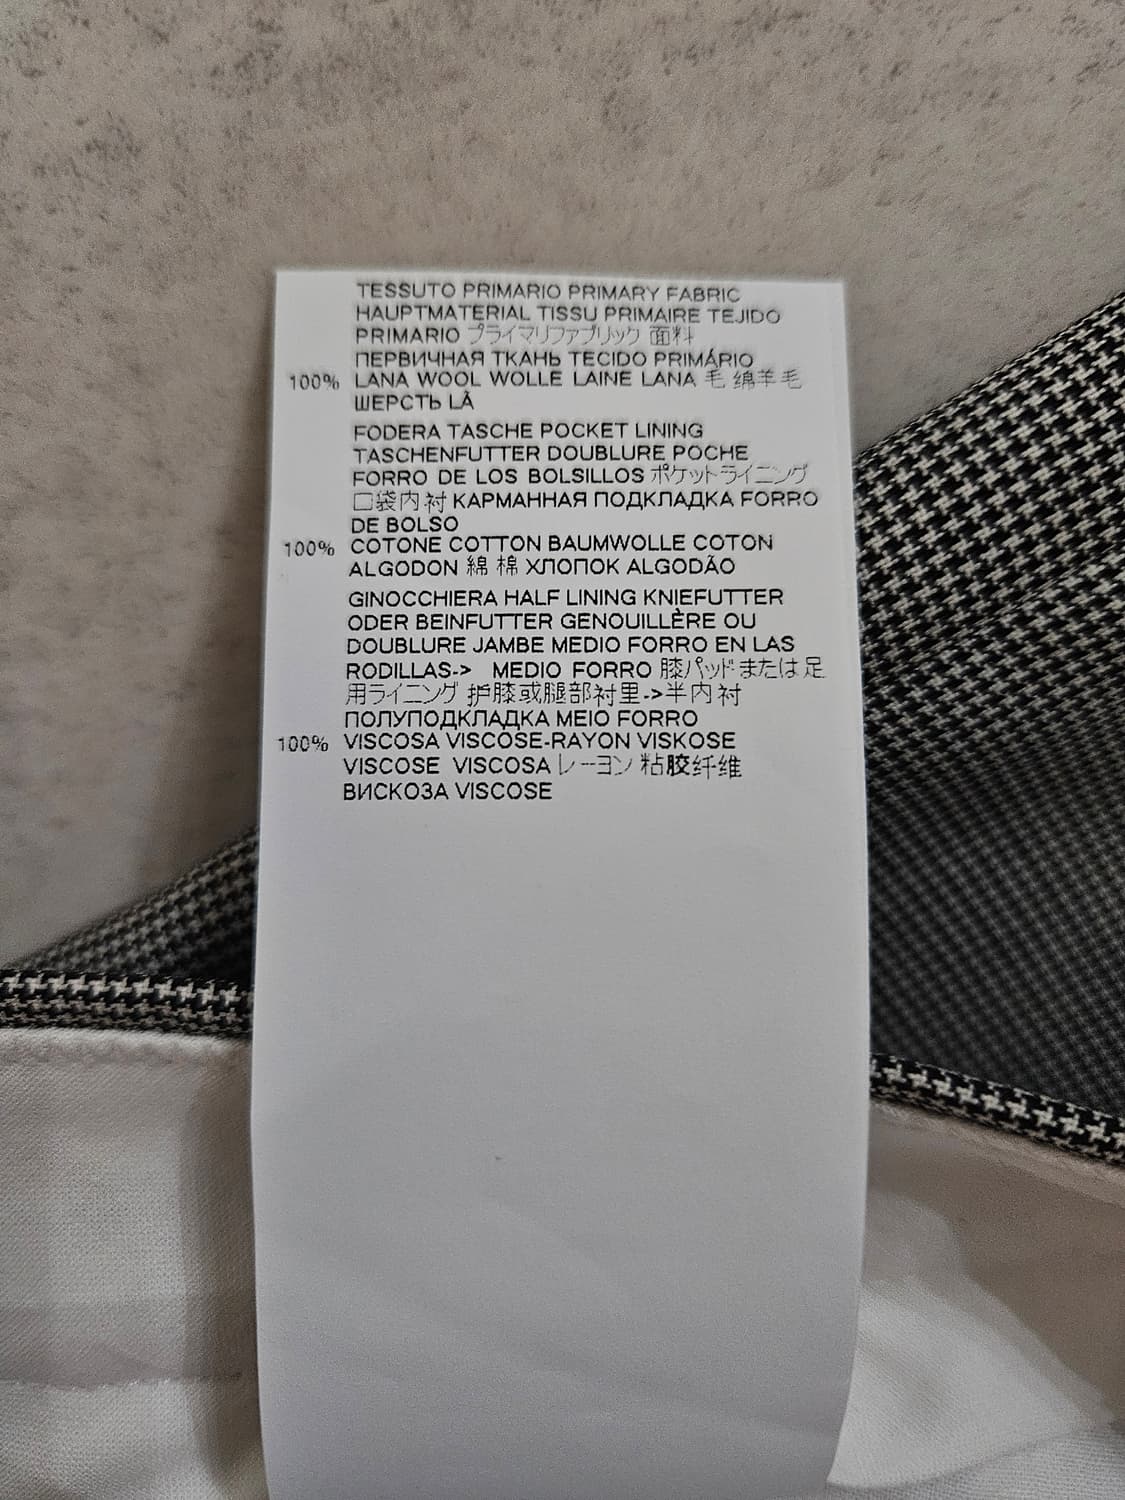 TESSUTO PRIMARIO PRIMARY FABRIC
HAUPTMATERIAL TISSU PRIMAIRE TEJIDO
PRIMARIO プライマリファブリック 面料
ПЕРВИЧНАЯ ТКАНЬ TECIDO PRIMÁRIO
100% LANA WOOL WOLLE LAINE LANA 毛 绵羊毛
ШЕРСТЬ LÃ
FODERA TASCHE POCKET LINING
TASCHENFUTTER DOUBLURE POCHE
FORRO DE LOS BOLSILLOS ポケットライニング
口袋内衬 КАРМАННАЯ ПОДКЛАДКА FORRO
DE BOLSO
100% COTONE COTTON BAUMWOLLE COTON
ALGODON 綿 棉 ХЛОПОК ALGODÃO
GINOCCHIERA HALF LINING KNIEFUTTER
ODER BEINFUTTER GENOUILLÈRE OU
DOUBLURE JAMBE MEDIO FORRO EN LAS
RODILLAS-> MEDIO FORRO 膝パッドまたは足
用ライニング 护膝或腿部衬里->半内衬
ПОЛУПОДКЛАДКА MEIO FORRO
100% VISCOSA VISCOSE-RAYON VISKOSE
VISCOSE VISCOSA レーヨン 粘胶纤维
ВИСКОЗА VISCOSE